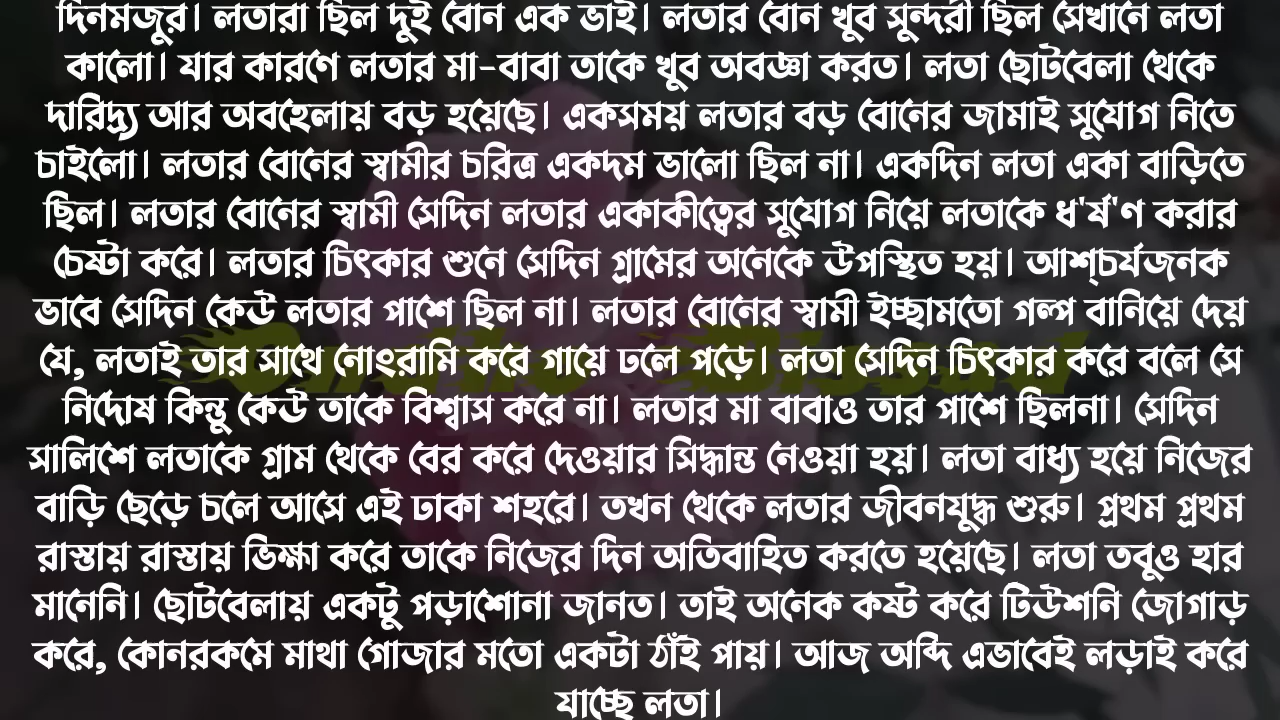 দিনমজুর। লতারা ছিল দুই বোন এক ভাই। লতার বোন খুব সুন্দরী ছিল সেখানে লতা
কালো। যার কারণে লতার মা-বাবা তাকে খুব অবজ্ঞা করত। লতা ছোটবেলা থেকে
দারিদ্র্য আর অবহেলায় বড় হয়েছে। একসময় লতার বড় বোনের জামাই সুযোগ নিতে
চাইলো। লতার বোনের স্বামীর চরিত্র একদম ভালো ছিল না। একদিন লতা একা বাড়িতে
ছিল। লতার বোনের স্বামী সেদিন লতার একাকীত্বের সুযোগ নিয়ে লতাকে ধ'র্ষ'ণ করার
চেষ্টা করে। লতার চিৎকার শুনে সেদিন গ্রামের অনেকে উপস্থিত হয়। আশ্চর্যজনক
ভাবে সেদিন কেউ লতার পাশে ছিল না। লতার বোনের স্বামী ইচ্ছামতো গল্প বানিয়ে দেয়
যে, লতাই তার সাথে নোংরামি করে গায়ে ঢলে পড়ে। লতা সেদিন চিৎকার করে বলে সে
নির্দোষ কিন্তু কেউ তাকে বিশ্বাস করে না। লতার মা বাবাও তার পাশে ছিলনা। সেদিন
সালিশে লতাকে গ্রাম থেকে বের করে দেওয়ার সিদ্ধান্ত নেওয়া হয়। লতা বাধ্য হয়ে নিজের
বাড়ি ছেড়ে চলে আসে এই ঢাকা শহরে। তখন থেকে লতার জীবনযুদ্ধ শুরু। প্রথম প্রথম
রাস্তায় রাস্তায় ভিক্ষা করে তাকে নিজের দিন অতিবাহিত করতে হয়েছে। লতা তবুও হার
মানেনি। ছোটবেলায় একটু পড়াশোনা জানত। তাই অনেক কষ্ট করে টিউশনি জোগাড়
করে, কোনরকমে মাথা গোজার মতো একটা ঠাঁই পায়। আজ অব্দি এভাবেই লড়াই করে
যাচ্ছে লতা।